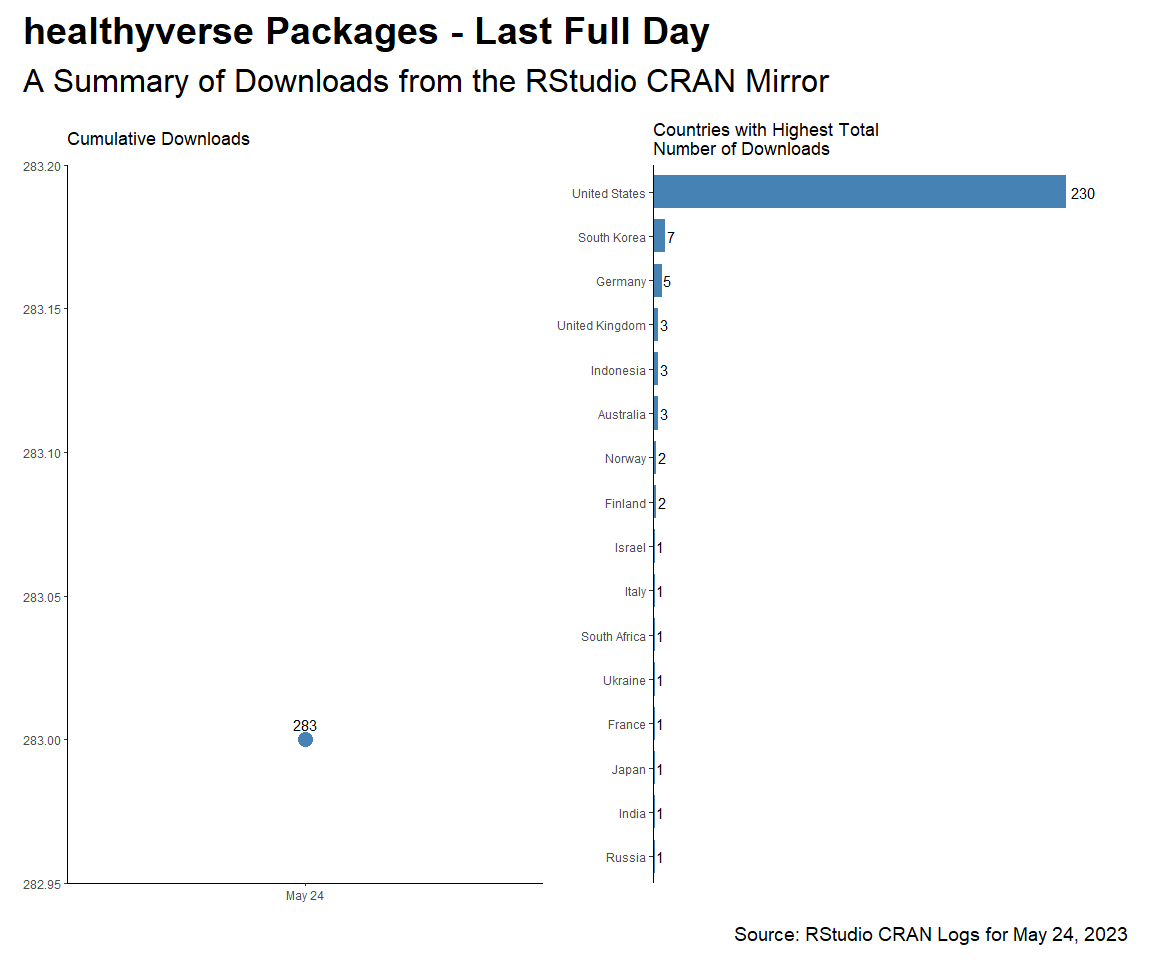 healthyverse Packages - Last Full Day
A Summary of Downloads from the RStudio CRAN Mirror
Cumulative Downloads
283.20
283.15
283.10
283.05
283.00
282.95
283
May 24
Countries with Highest Total
Number of Downloads
United States 230
South Korea 7
Germany 5
United Kingdom 3
Indonesia 3
Australia 3
Norway 2
Finland 2
Israel 1
Italy 1
South Africa 1
Ukraine 1
France 1
Japan 1
India 1
Russia 1
Source: RStudio CRAN Logs for May 24, 2023